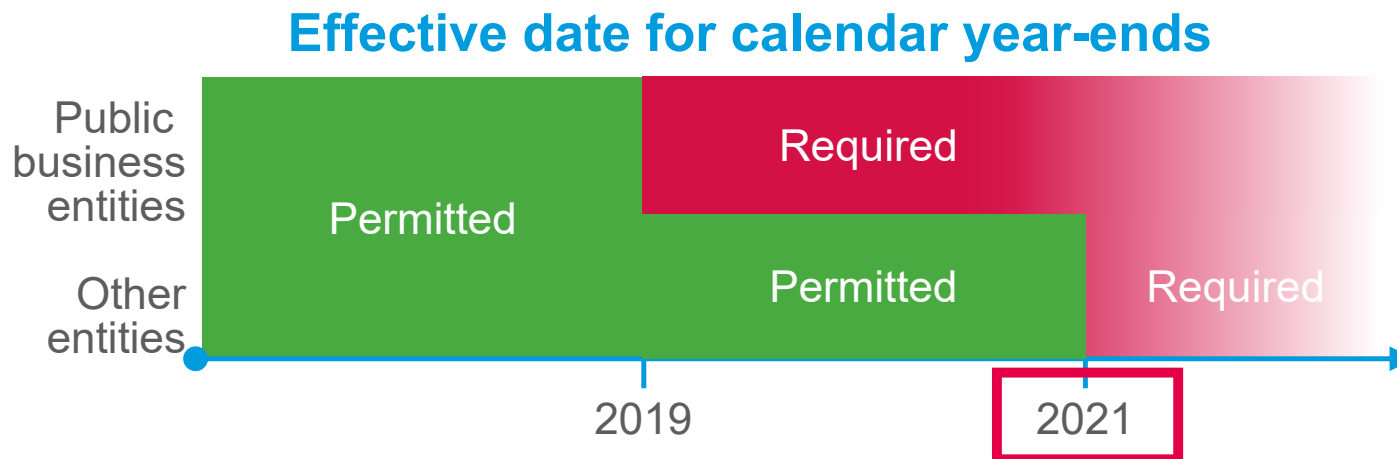 Effective date for calendar year-ends
Public
business
entities
Required
Permitted
Other
entities
Permitted
Required
2019
2021